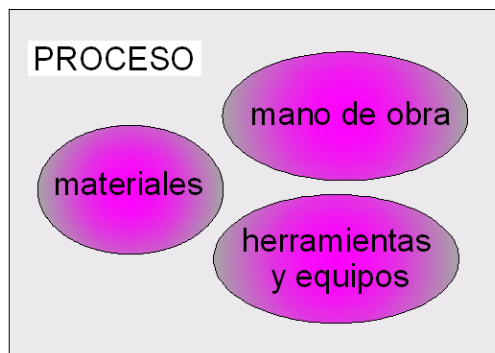 PROCESO
mano de obra
materiales
herramientas
y equipos